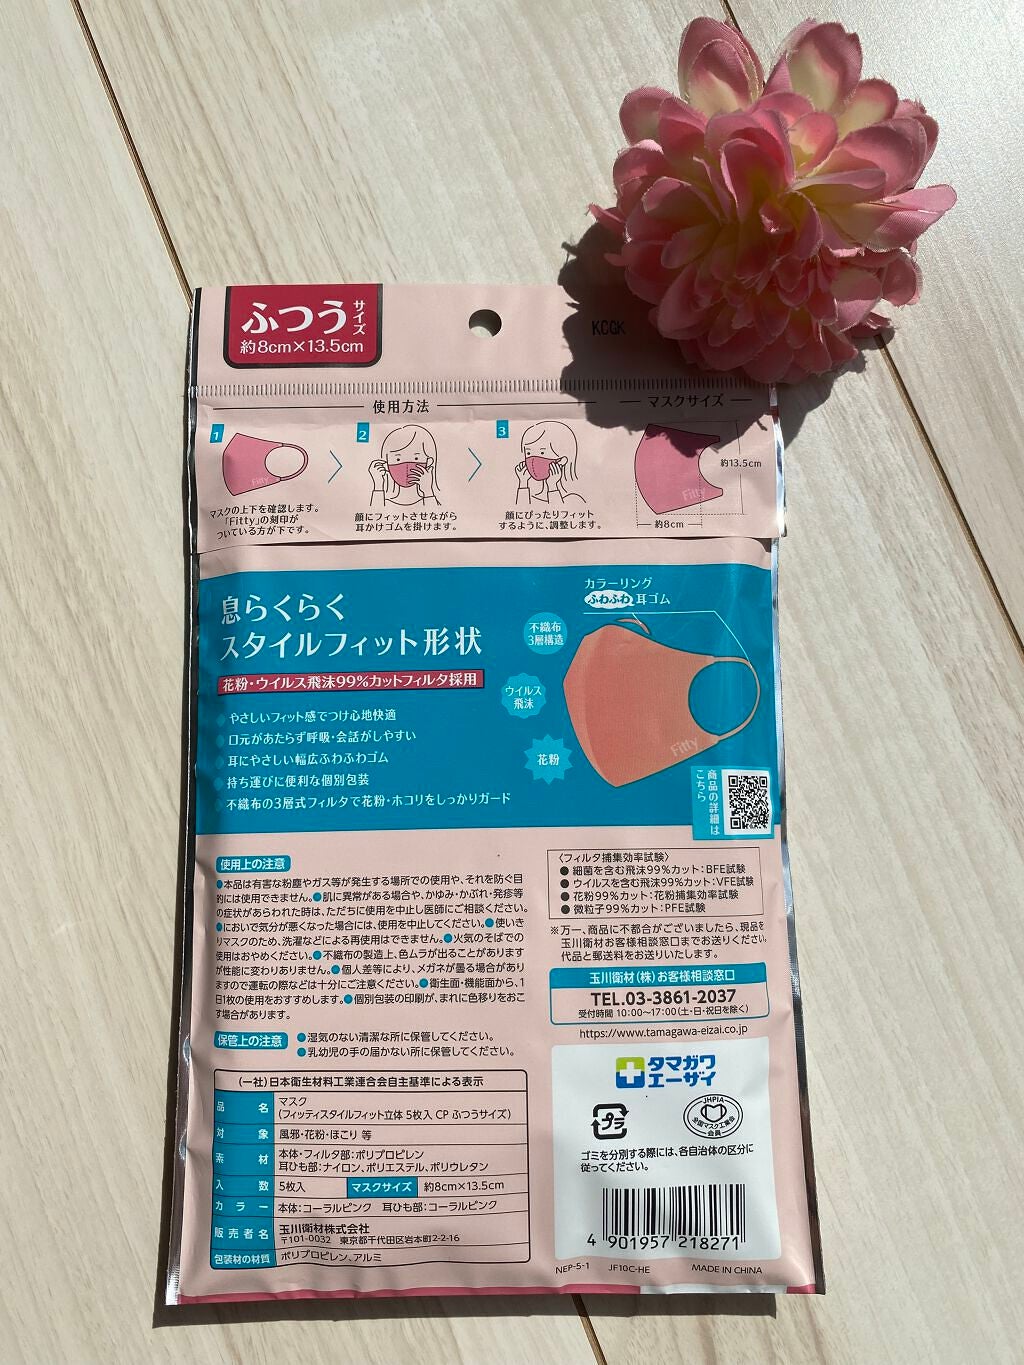 ふつう
サイズ
約8cm×13.5cm
KCGK
使用方法
マスクサイズ
1
2
3
Fitty
マスクの上下を確認します。
「Fitty」の刻印が
ついている方が下です。
顔にフィットさせながら
耳かけゴムを掛けます。
顔にぴったりフィット
するように、調整します。
Fitty
約13.5cm
約8cm
息らくらく
スタイルフィット形状
花粉・ウイルス飛沫99%カットフィルタ採用
やさしいフィット感でつけ心地快適
口元があたらず呼吸・会話がしやすい
耳にやさしい幅広ふわふわゴム
持ち運びに便利な個別包装
不織布の3層式フィルタで花粉・ホコリをしっかりガード
カラーリング
ふわふわ 耳ゴム
不織布
3層構造
ウイルス
飛沫
花粉
Fitty
商品の詳細は
こちら
使用上の注意
●本品は有害な粉塵やガス等が発生する場所での使用や、それを防ぐ目
的には使用できません。●肌に異常がある場合や、かゆみ・かぶれ・発疹等
の症状があらわれた時は、ただちに使用を中止し医師にご相談ください。
●においで気分が悪くなった場合には、使用を中止してください。●使いき
りマスクのため、洗濯などによる再使用はできません。●火気のそばでの
使用はおやめください。●不織布の製造上、色ムラが出ることがあります
が性能に変わりありません。●個人差等により、メガネが曇る場合があり
ますので運転の際などは十分にご注意ください。●衛生面・機能面から、1
日1枚の使用をおすすめします。●個別包装の印刷が、まれに色移りをおこ
す場合があります。
保管上の注意
●湿気のない清潔な所に保管してください。
●乳幼児の手の届かない所に保管してください。
〈フィルタ捕集効率試験〉
●細菌を含む飛沫99%カット:BFE試験
●ウイルスを含む飛沫99%カット:VFE試験
●花粉99%カット:花粉捕集効率試験
●微粒子99%カット:PFE試験
※万一、商品に不都合がございましたら、現品を
玉川衛材お客様相談窓口までお送りください。
代品と郵送料をお送りいたします。
玉川衛材(株)お客様相談窓口
TEL.03-3861-2037
受付時間 10:00〜17:00(土・日・祝日を除く)
https://www.tamagawa-eizai.co.jp
(一社)日本衛生材料工業連合会自主基準による表示
品名 マスク
(フィッティスタイルフィット立体 5枚入 CP ふつうサイズ)
対象 風邪・花粉・ほこり 等
素材 本体・フィルタ部:ポリプロピレン
耳ひも部:ナイロン、ポリエステル、ポリウレタン
入数 5枚入 マスクサイズ 約8cm×13.5cm
カラー 本体:コーラルピンク 耳ひも部:コーラルピンク
販売者名 玉川衛材株式会社
〒101-0032 東京都千代田区岩本町2-2-16
包装材の材質 ポリプロピレン、アルミ
タマガワ
エーザイ
プラ
JHPIA
全国マスク工業会
会員
ゴミを分別する際には、各自治体の区分に
従ってください。
4 901957 218271
NEP-5-1 JF10C-HE MADE IN CHINA